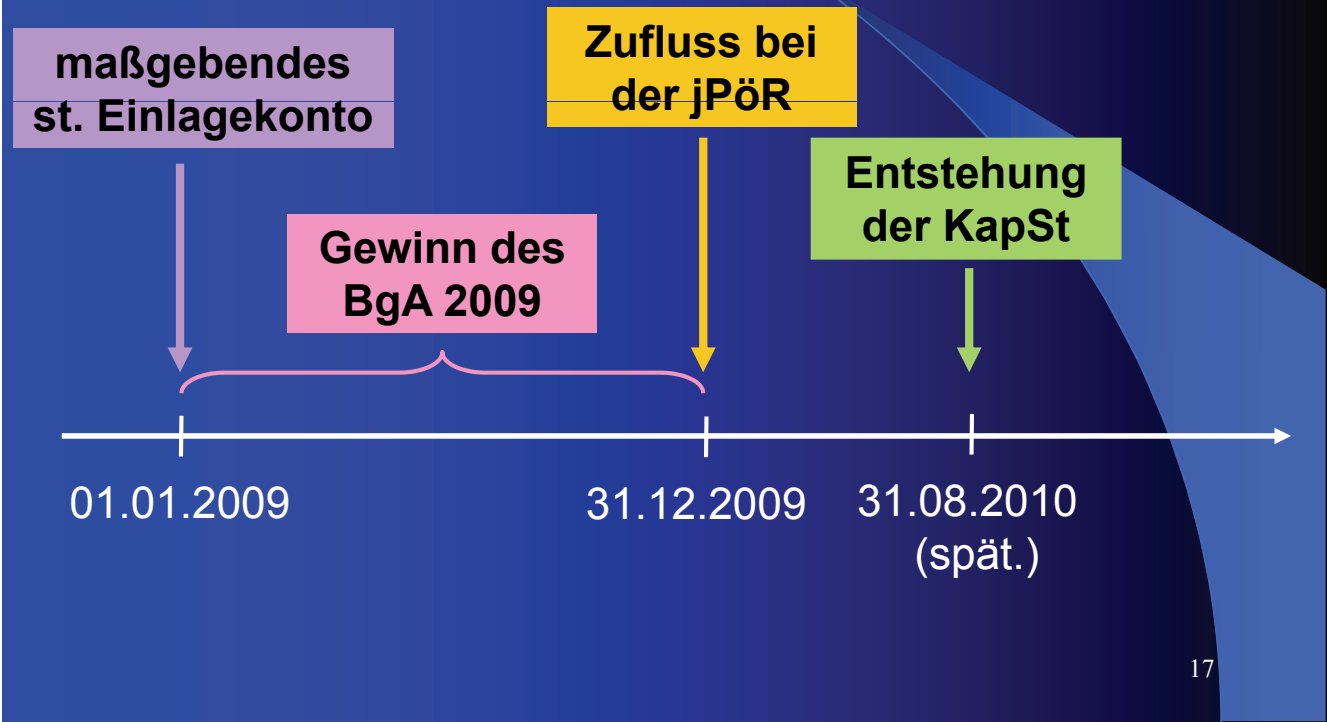 maßgebendes
st. Einlagekonto
Zufluss bei
der jPöR
Entstehung
der KapSt
Gewinn des
BgA 2009
01.01.2009
31.12.2009
31.08.2010
(spät.)
17